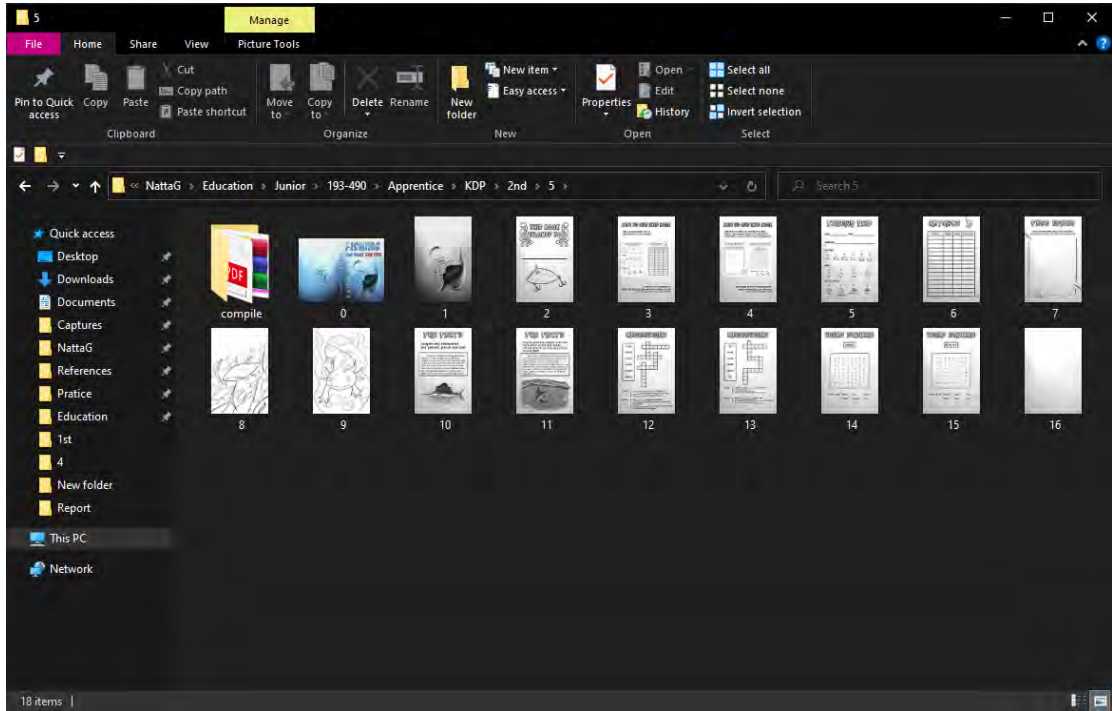 5
Manage
File
Home
Share
View
Picture Tools
Pin to Quick access
Copy
Paste
Cut
Copy path
Paste shortcut
Clipboard
Move to
Copy to
Delete
Rename
Organize
New folder
New item
Easy access
New
Properties
Open
Edit
History
Open
Select all
Select none
Invert selection
Select
« NattaG > Education > Junior > 193-490 > Apprentice > KDP > 2nd > 5 >
Search 5
Quick access
Desktop
Downloads
Documents
Captures
NattaG
References
Pratice
Education
1st
4
New folder
Report
This PC
Network
PDF
compile
0
1
THIS BOOK
2
3
4
5
6
7
8
9
10
11
12
13
14
15
16
18 items